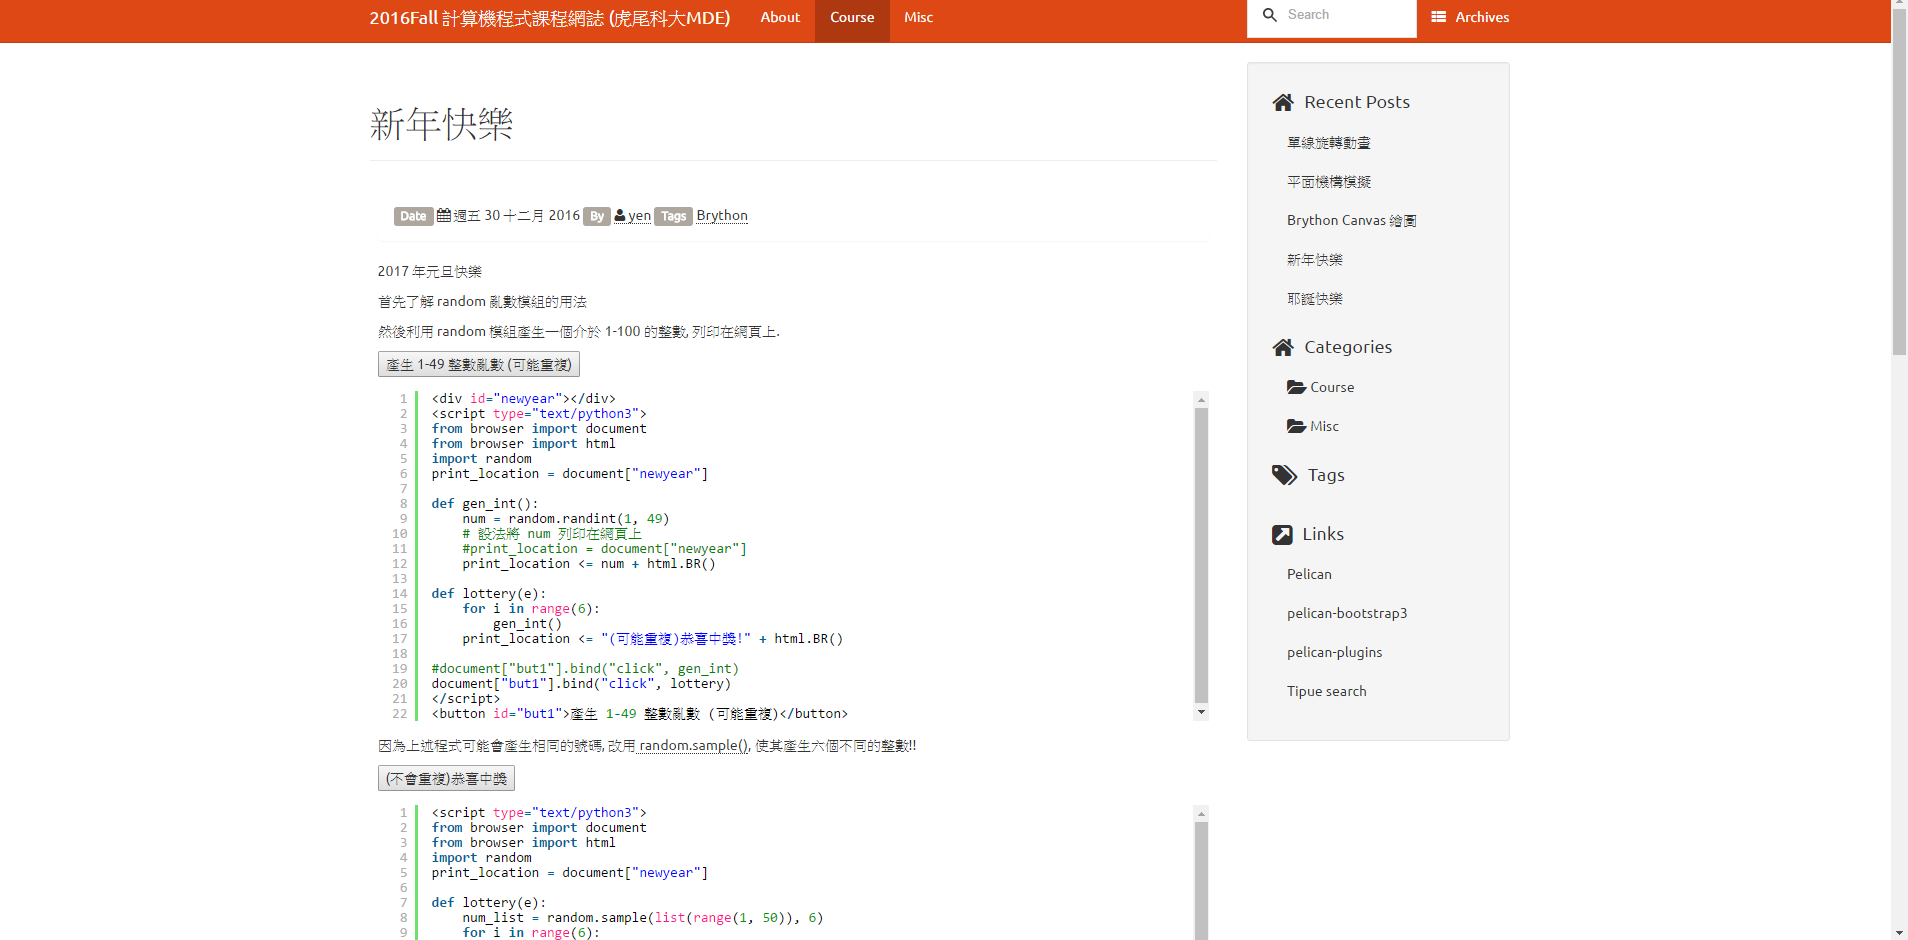 2016Fall 計算機程式課程網誌 (虎尾科大MDE) About Course Misc Search Archives
新年快樂
Date 週五 30 十二月 2016 By yen Tags Brython
2017 年元旦快樂
首先了解 random 亂數模組的用法
然後利用 random 模組產生一個介於 1-100 的整數, 列印在網頁上.
產生 1-49 整數亂數 (可能重複)
1 <div id="newyear"></div>
2 <script type="text/python3">
3 from browser import document
4 from browser import html
5 import random
6 print_location = document["newyear"]
7
8 def gen_int():
9     num = random.randint(1, 49)
10     # 設法將 num 列印在網頁上
11     #print_location = document["newyear"]
12     print_location <= num + html.BR()
13
14 def lottery(e):
15     for i in range(6):
16         gen_int()
17     print_location <= "(可能重複)恭喜中獎!" + html.BR()
18
19 #document["but1"].bind("click", gen_int)
20 document["but1"].bind("click", lottery)
21 </script>
22 <button id="but1">產生 1-49 整數亂數 (可能重複)</button>
因為上述程式可能會產生相同的號碼, 改用 random.sample(), 使其產生六個不同的整數!!
(不會重複)恭喜中獎
1 <script type="text/python3">
2 from browser import document
3 from browser import html
4 import random
5 print_location = document["newyear"]
6
7 def lottery(e):
8     num_list = random.sample(list(range(1, 50)), 6)
9     for i in range(6):
Recent Posts
單線旋轉動畫
平面機構模擬
Brython Canvas 繪圖
新年快樂
耶誕快樂
Categories
Course
Misc
Tags
Links
Pelican
pelican-bootstrap3
pelican-plugins
Tipue search